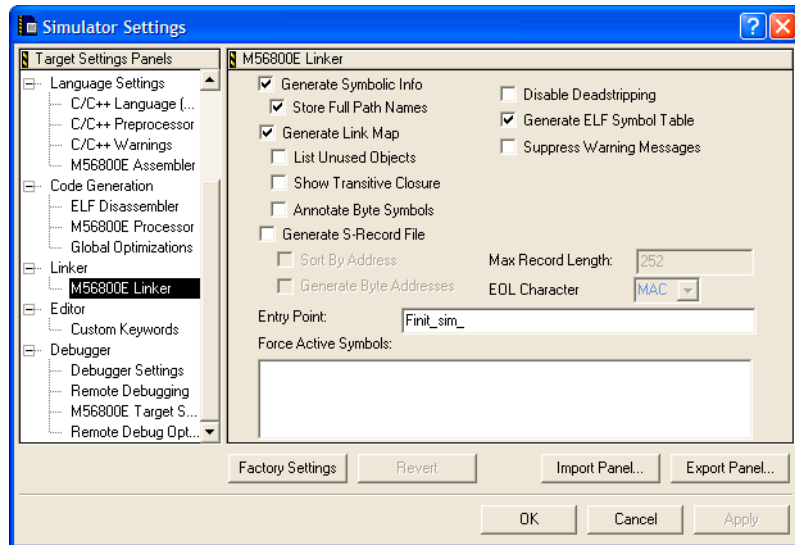 Simulator Settings
Target Settings Panels
Language Settings
C/C++ Language (...
C/C++ Preprocessor
C/C++ Warnings
M56800E Assembler
Code Generation
ELF Disassembler
M56800E Processor
Global Optimizations
Linker
M56800E Linker
Editor
Custom Keywords
Debugger
Debugger Settings
Remote Debugging
M56800E Target S...
Remote Debug Opt...
M56800E Linker
Generate Symbolic Info
Store Full Path Names
Generate Link Map
List Unused Objects
Show Transitive Closure
Annotate Byte Symbols
Generate S-Record File
Sort By Address
Generate Byte Addresses
Disable Deadstripping
Generate ELF Symbol Table
Suppress Warning Messages
Max Record Length: 252
EOL Character MAC
Entry Point: Finit_sim_
Force Active Symbols:
Factory Settings Revert Import Panel... Export Panel...
OK Cancel Apply